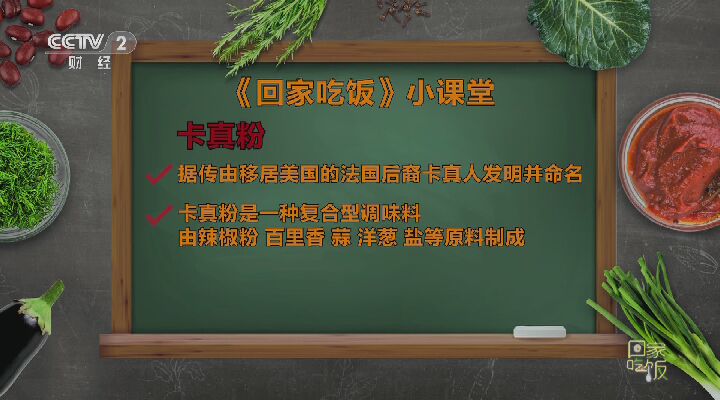 CCTV 2
财经
《回家吃饭》小课堂
卡真粉
据传由移居美国的法国后裔卡真人发明并命名
卡真粉是一种复合型调味料
由辣椒粉 百里香 蒜 洋葱 盐等原料制成
回家
吃饭